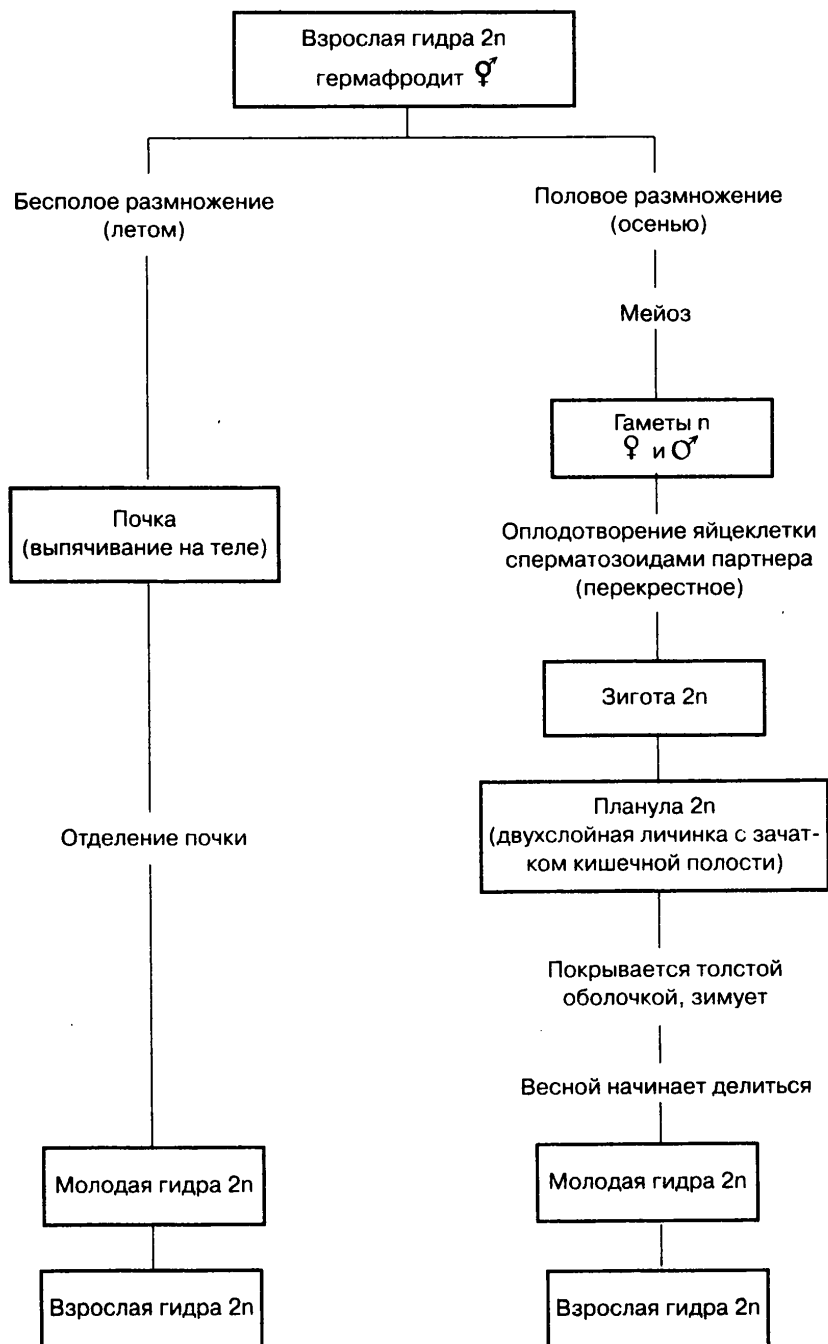 Взрослая гидра 2n
гермафродит ⚥
Бесполое размножение
(летом)
Почка
(выпячивание на теле)
Отделение почки
Молодая гидра 2n
Взрослая гидра 2n
Половое размножение
(осенью)
Мейоз
Гаметы n
♀ и ♂
Оплодотворение яйцеклетки
сперматозоидами партнера
(перекрестное)
Зигота 2n
Планула 2n
(двухслойная личинка с зачат-
ком кишечной полости)
Покрывается толстой
оболочкой, зимует
Весной начинает делиться
Молодая гидра 2n
Взрослая гидра 2n